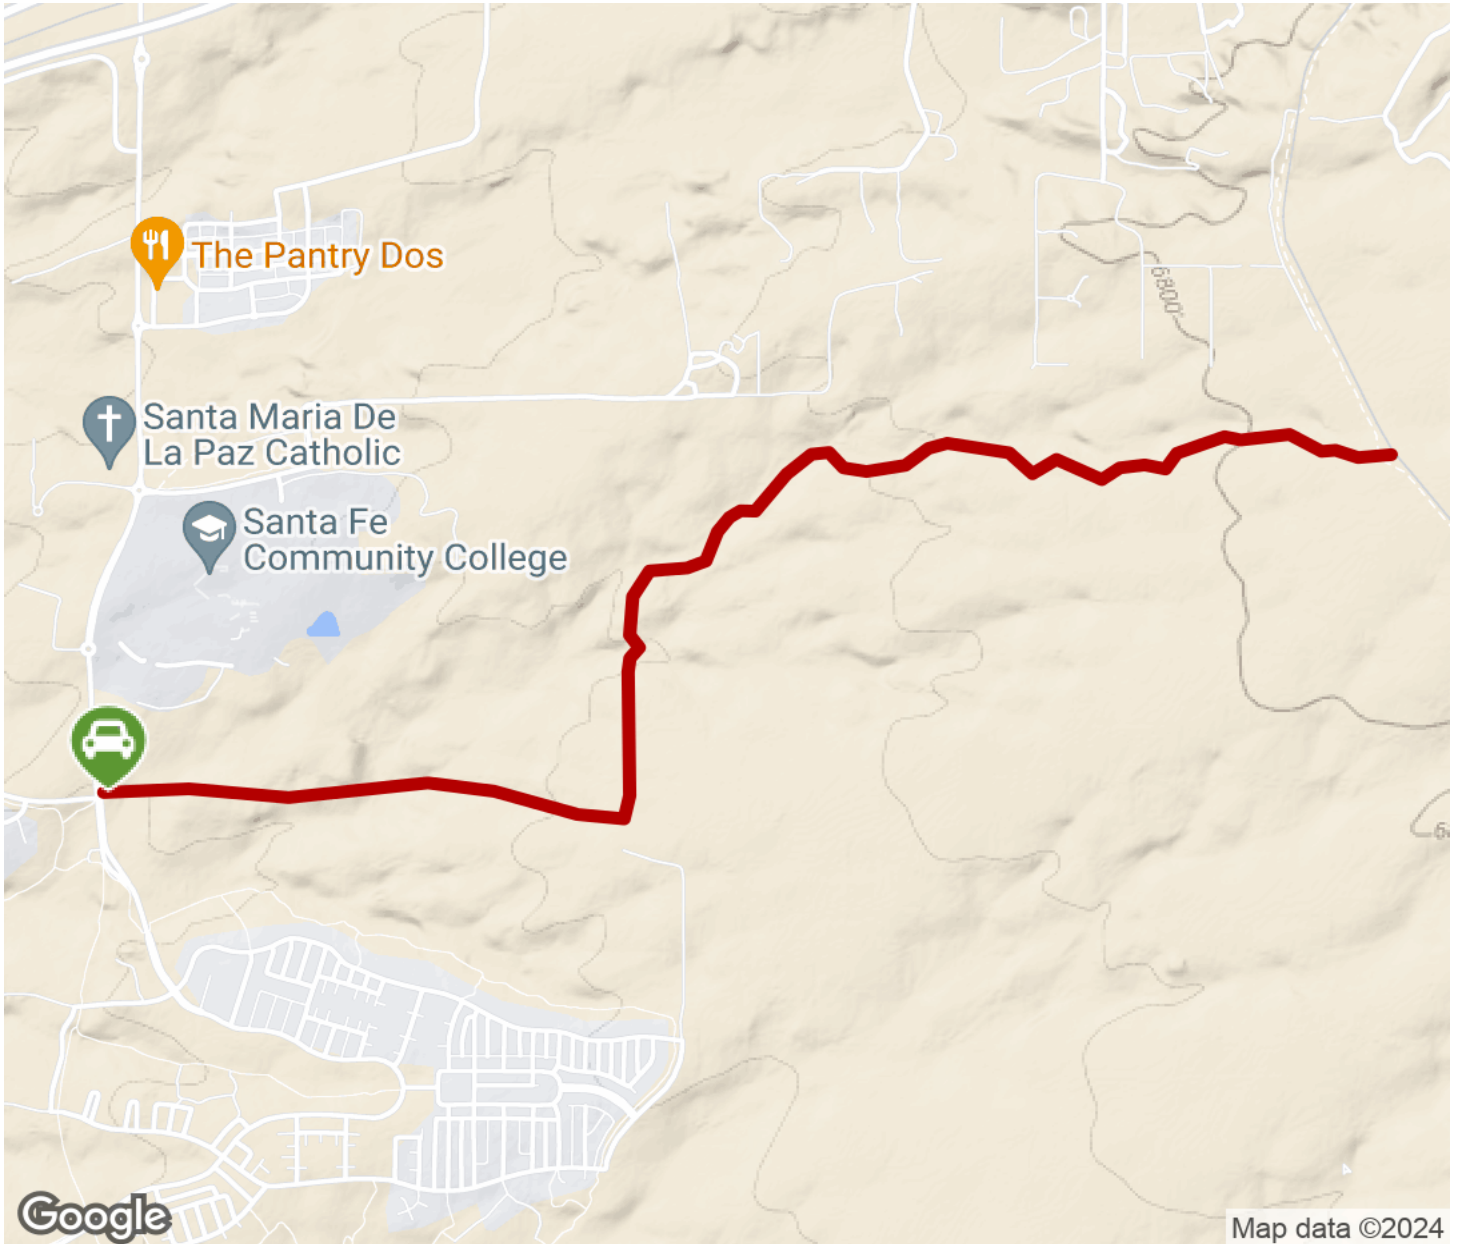 The Pantry Dos
6800'
Santa Maria De
La Paz Catholic
Santa Fe
Community College
Google
Map data ©2024